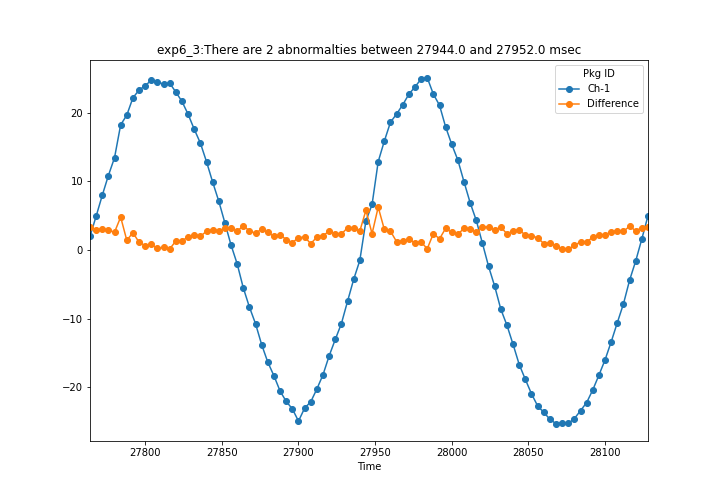 exp6_3:There are 2 abnormalties between 27944.0 and 27952.0 msec
Pkg ID
Ch-1
Difference
20
10
0
−10
−20
27800 27850 27900 27950 28000 28050 28100
Time